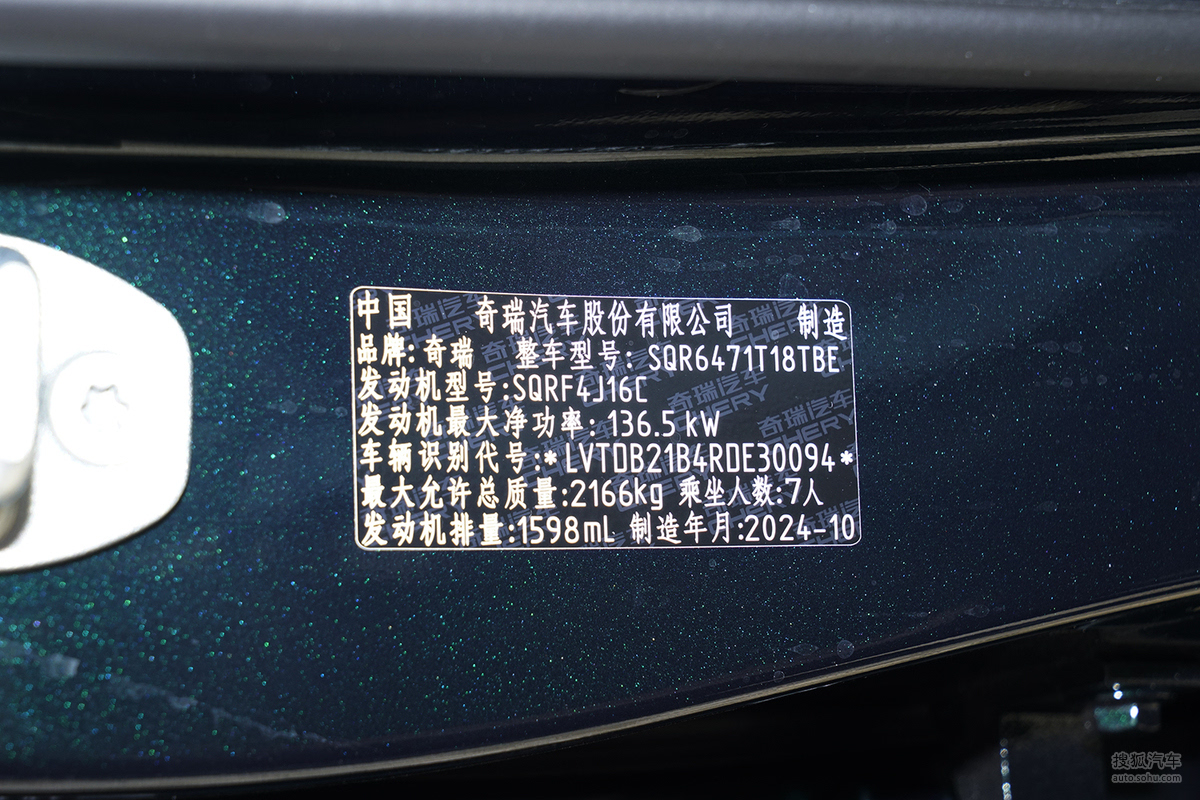 中国 奇瑞汽车股份有限公司 制造
品牌:奇瑞 整车型号: SQR6471T18TBE
发动机型号:SQRF4J16C
发动机最大净功率: 136.5kW
车辆识别代号:*LVTDB21B4RDE30094*
最大允许总质量:2166kg 乘坐人数:7人
发动机排量:1598mL 制造年月:2024-10
搜狐汽车
auto.sohu.com